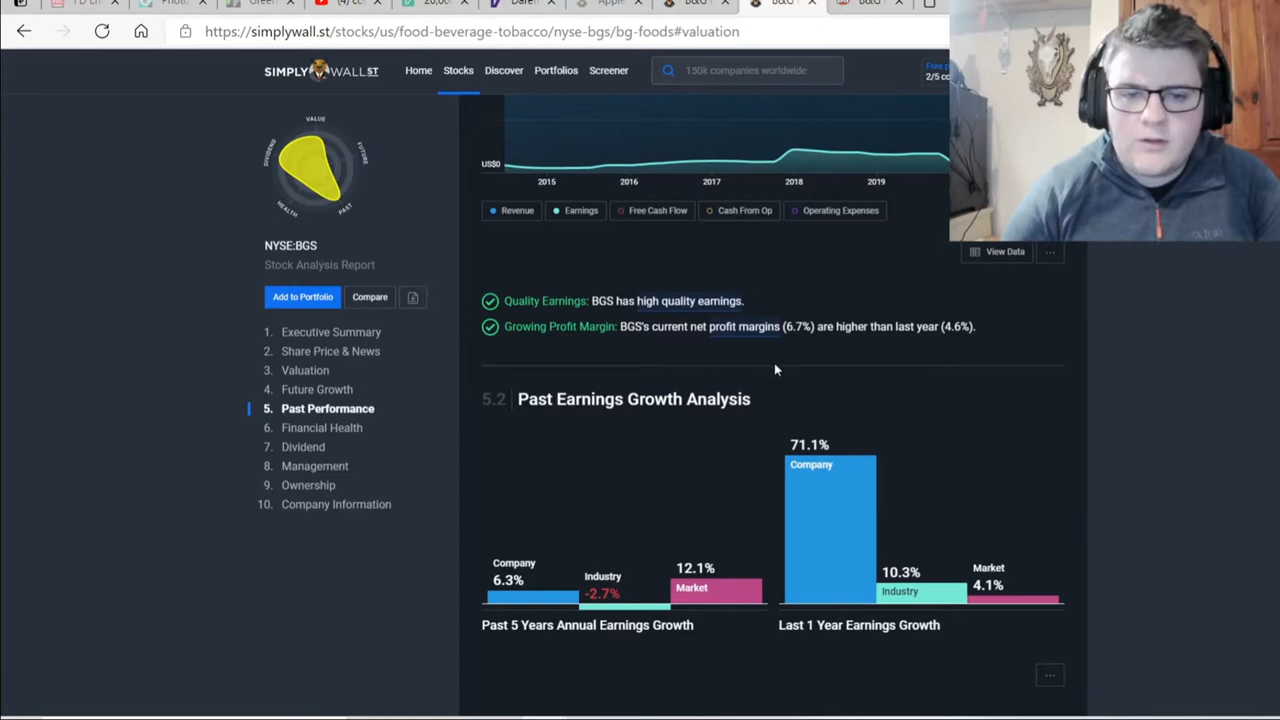 https://simplywall.st/stocks/us/food-beverage-tobacco/nyse-bgs/bg-foods#valuation
SIMPLY WALL ST
Home Stocks Discover Portfolios Screener
150k companies worldwide
2/5
VALUE
FUTURE
PAST
HEALTH
DIVIDEND
NYSE:BGS
Stock Analysis Report
Add to Portfolio
Compare
1. Executive Summary
2. Share Price & News
3. Valuation
4. Future Growth
5. Past Performance
6. Financial Health
7. Dividend
8. Management
9. Ownership
10. Company Information
US$0
2015 2016 2017 2018 2019
Revenue Earnings Free Cash Flow Cash From Op Operating Expenses
View Data
Quality Earnings: BGS has high quality earnings.
Growing Profit Margin: BGS's current net profit margins (6.7%) are higher than last year (4.6%).
5.2 Past Earnings Growth Analysis
Company
6.3%
Industry
-2.7%
12.1%
Market
Past 5 Years Annual Earnings Growth
71.1%
Company
10.3%
Industry
Market
4.1%
Last 1 Year Earnings Growth